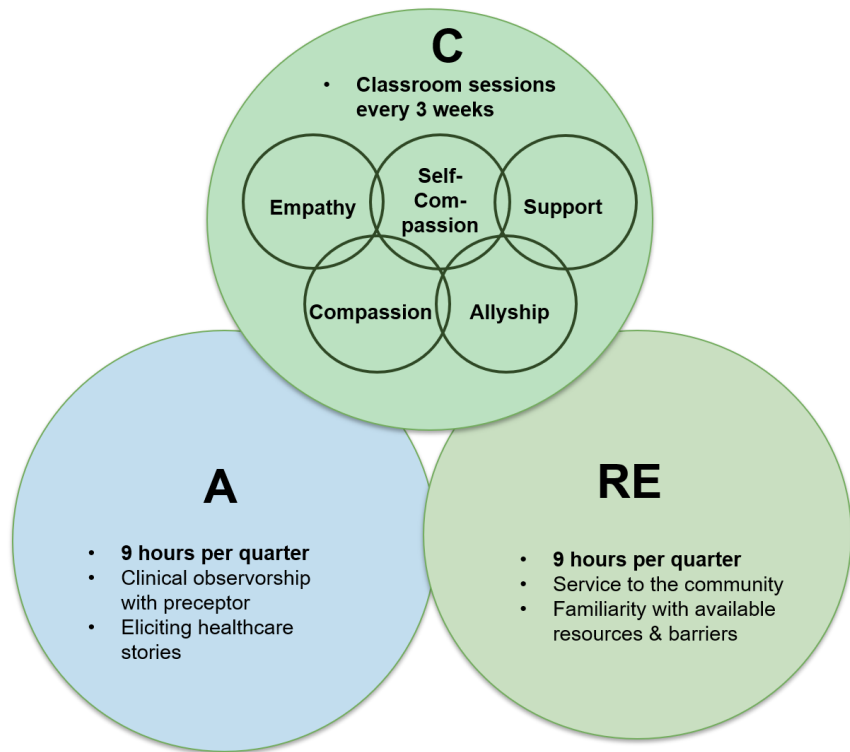 C
• Classroom sessions
every 3 weeks
Empathy
Self-
Com-
passion
Support
Compassion
Allyship
A
• 9 hours per quarter
• Clinical observorship
with preceptor
• Eliciting healthcare
stories
RE
• 9 hours per quarter
• Service to the community
• Familiarity with available
resources & barriers